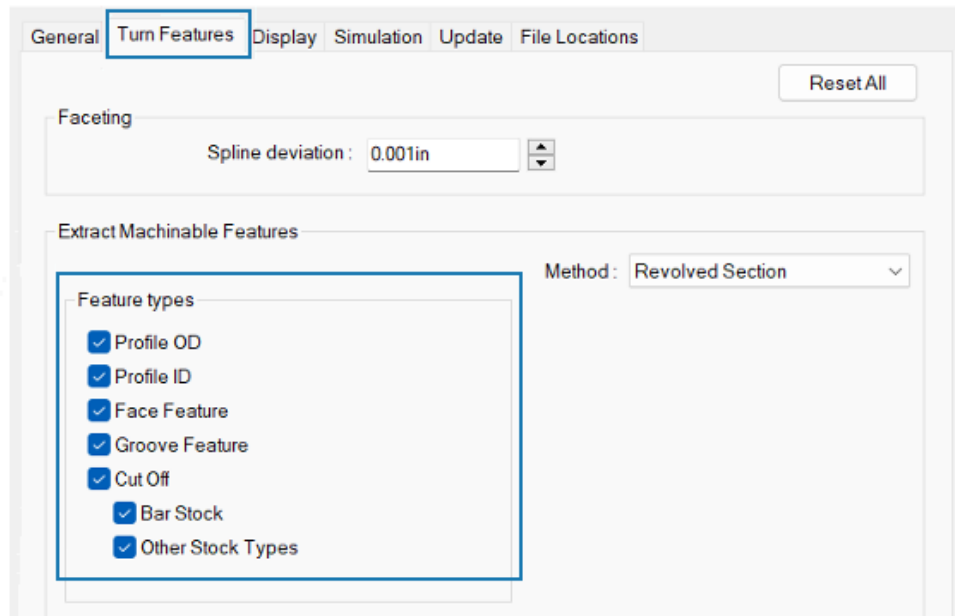 General Turn Features Display Simulation Update File Locations
Reset All
Faceting
Spline deviation : 0.001in
Extract Machinable Features
Method : Revolved Section
Feature types
Profile OD
Profile ID
Face Feature
Groove Feature
Cut Off
Bar Stock
Other Stock Types